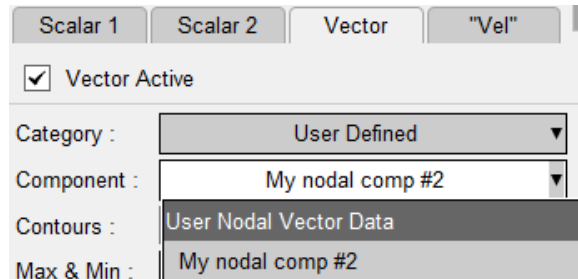 Scalar 1 Scalar 2 Vector "Vel"
Vector Active
Category : User Defined
Component : My nodal comp #2
Contours : User Nodal Vector Data
Max & Min : My nodal comp #2